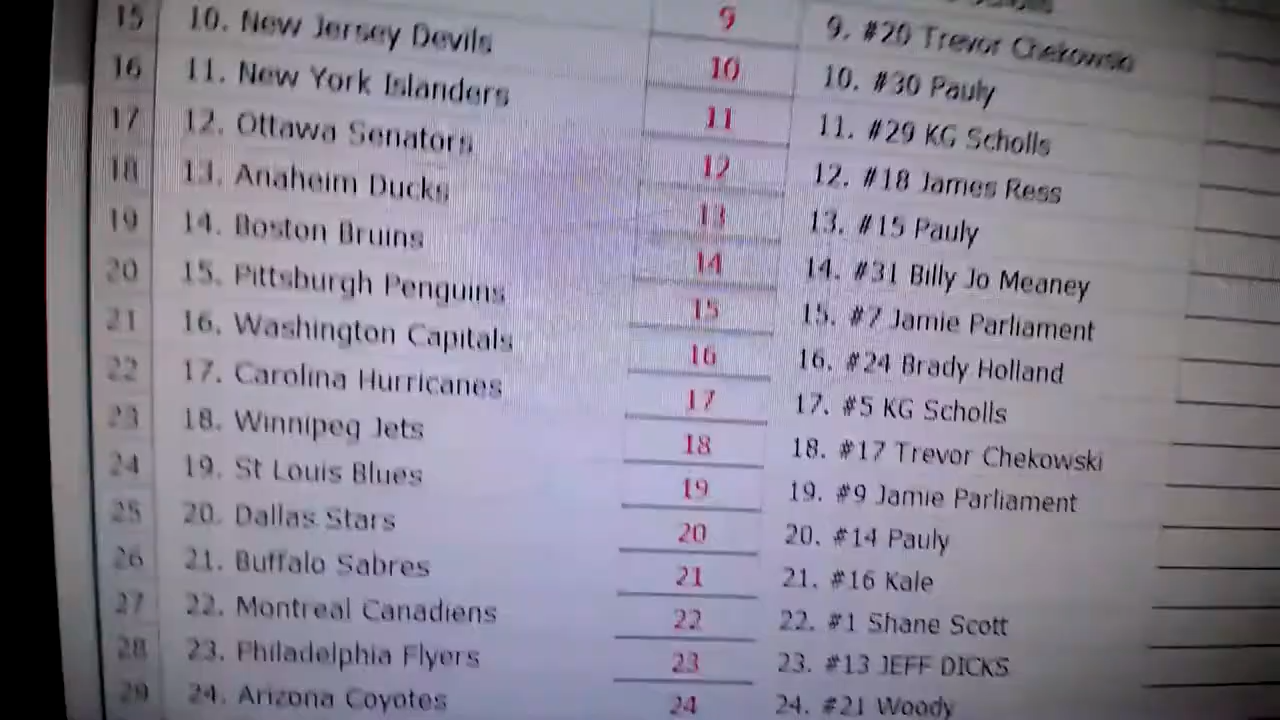 15 10. New Jersey Devils 9 9. #20 Trevor Chekowski
16 11. New York Islanders 10 10. #30 Pauly
17 12. Ottawa Senators 11 11. #29 KG Scholls
18 13. Anaheim Ducks 12 12. #18 James Ress
19 14. Boston Bruins 13 13. #15 Pauly
20 15. Pittsburgh Penguins 14 14. #31 Billy Jo Meaney
21 16. Washington Capitals 15 15. #7 Jamie Parliament
22 17. Carolina Hurricanes 16 16. #24 Brady Holland
23 18. Winnipeg Jets 17 17. #5 KG Scholls
24 19. St Louis Blues 18 18. #17 Trevor Chekowski
25 20. Dallas Stars 19 19. #9 Jamie Parliament
26 21. Buffalo Sabres 20 20. #14 Pauly
27 22. Montreal Canadiens 21 21. #16 Kale
28 23. Philadelphia Flyers 22 22. #1 Shane Scott
29 24. Arizona Coyotes 23 23. #13 JEFF DICKS
24 24. #21 Woody